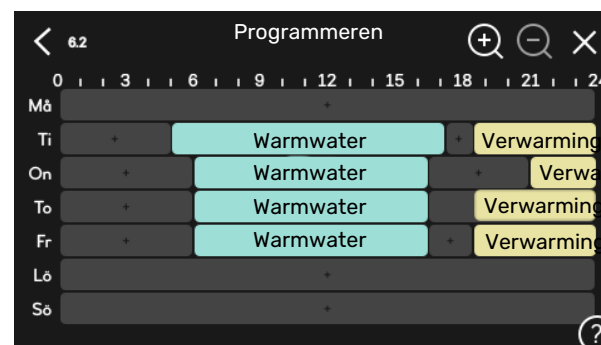 6.2 Programmeren
0 3 6 9 12 15 18 21 24
Må
Ti Warmwater Verwarming
On Warmwater Verwa
To Warmwater Verwarming
Fr Warmwater Verwarming
Lö
Sö
?